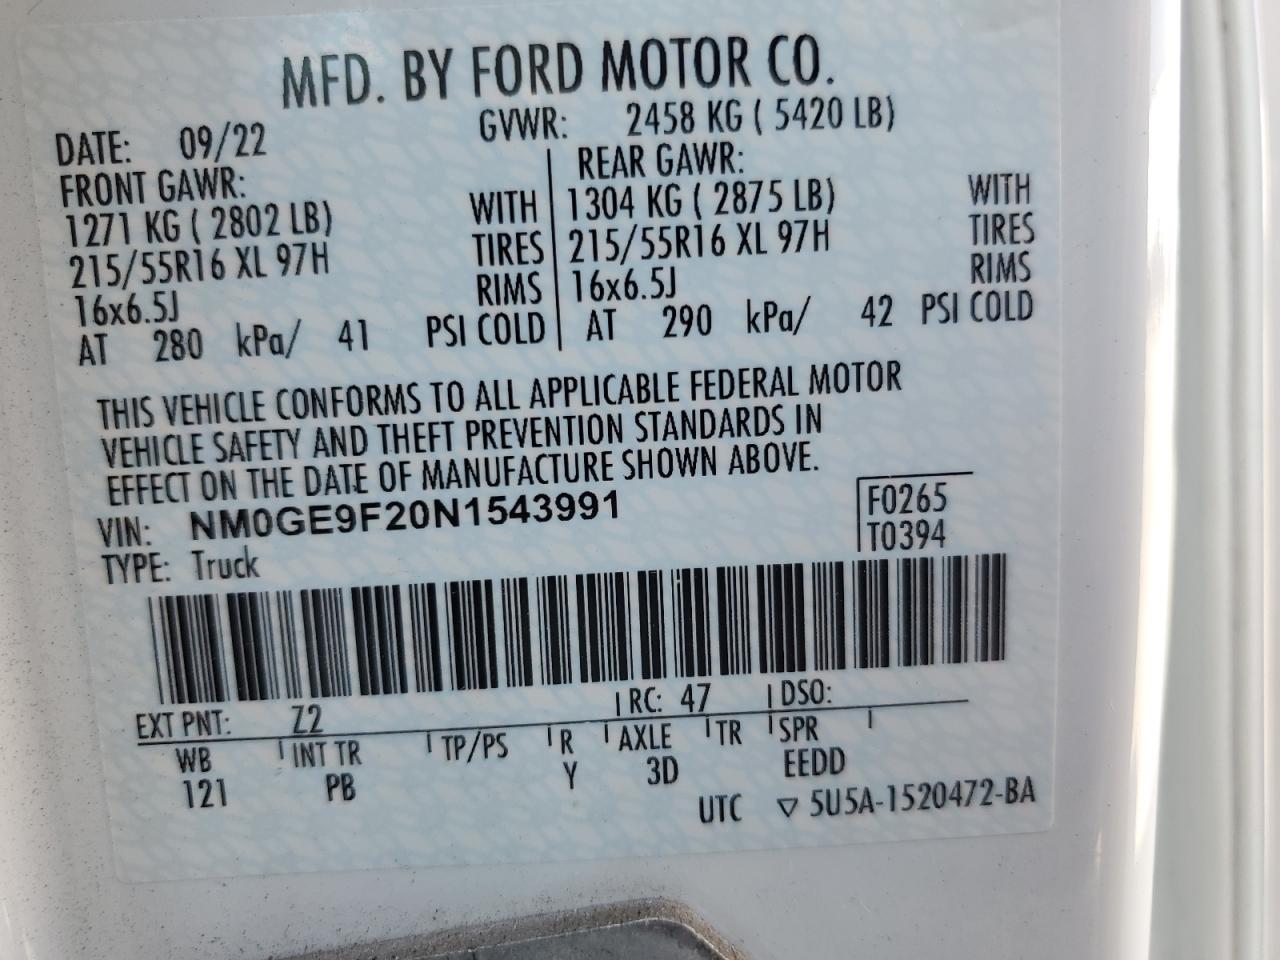 MFD. BY FORD MOTOR CO.
DATE: 09/22 GVWR: 2458 KG ( 5420 LB)
FRONT GAWR: REAR GAWR:
1271 KG ( 2802 LB) WITH 1304 KG ( 2875 LB) WITH
215/55R16 XL 97H TIRES 215/55R16 XL 97H TIRES
16x6.5J RIMS 16x6.5J RIMS
AT 280 kPa/ 41 PSI COLD AT 290 kPa/ 42 PSI COLD
THIS VEHICLE CONFORMS TO ALL APPLICABLE FEDERAL MOTOR
VEHICLE SAFETY AND THEFT PREVENTION STANDARDS IN
EFFECT ON THE DATE OF MANUFACTURE SHOWN ABOVE.
VIN: NM0GE9F20N1543991 F0265
TYPE: Truck T0394
EXT PNT: Z2 RC: 47 DSO:
WB INT TR TP/PS R AXLE TR SPR
121 PB Y 3D EEDD
UTC ▽ 5U5A-1520472-BA